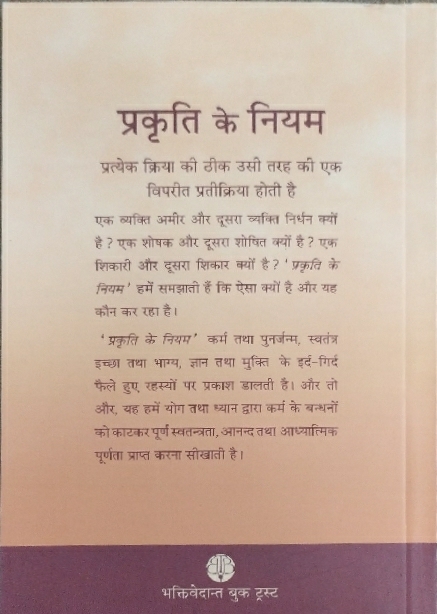 प्रकृति के नियम
प्रत्येक क्रिया की ठीक उसी तरह की एक
विपरीत प्रतीक्रिया होती है
एक व्यक्ति अमीर और दूसरा व्यक्ति निर्धन क्यों
है ? एक शोषक और दूसरा शोषित क्यों है ? एक
शिकारी और दूसरा शिकार क्यों है ? 'प्रकृति के
नियम' हमें समझाती हैं कि ऐसा क्यों है और यह
कौन कर रहा है।
'प्रकृति के नियम' कर्म तथा पुनर्जन्म, स्वतंत्र
इच्छा तथा भाग्य, ज्ञान तथा मुक्ति के इर्द-गिर्द
फैले हुए रहस्यों पर प्रकाश डालती है। और तो
और, यह हमें योग तथा ध्यान द्वारा कर्म के बन्धनों
को काटकर पूर्ण स्वतन्त्रता, आनन्द तथा आध्यात्मिक
पूर्णता प्राप्त करना सीखाती है।
भक्तिवेदान्त बुक ट्रस्ट